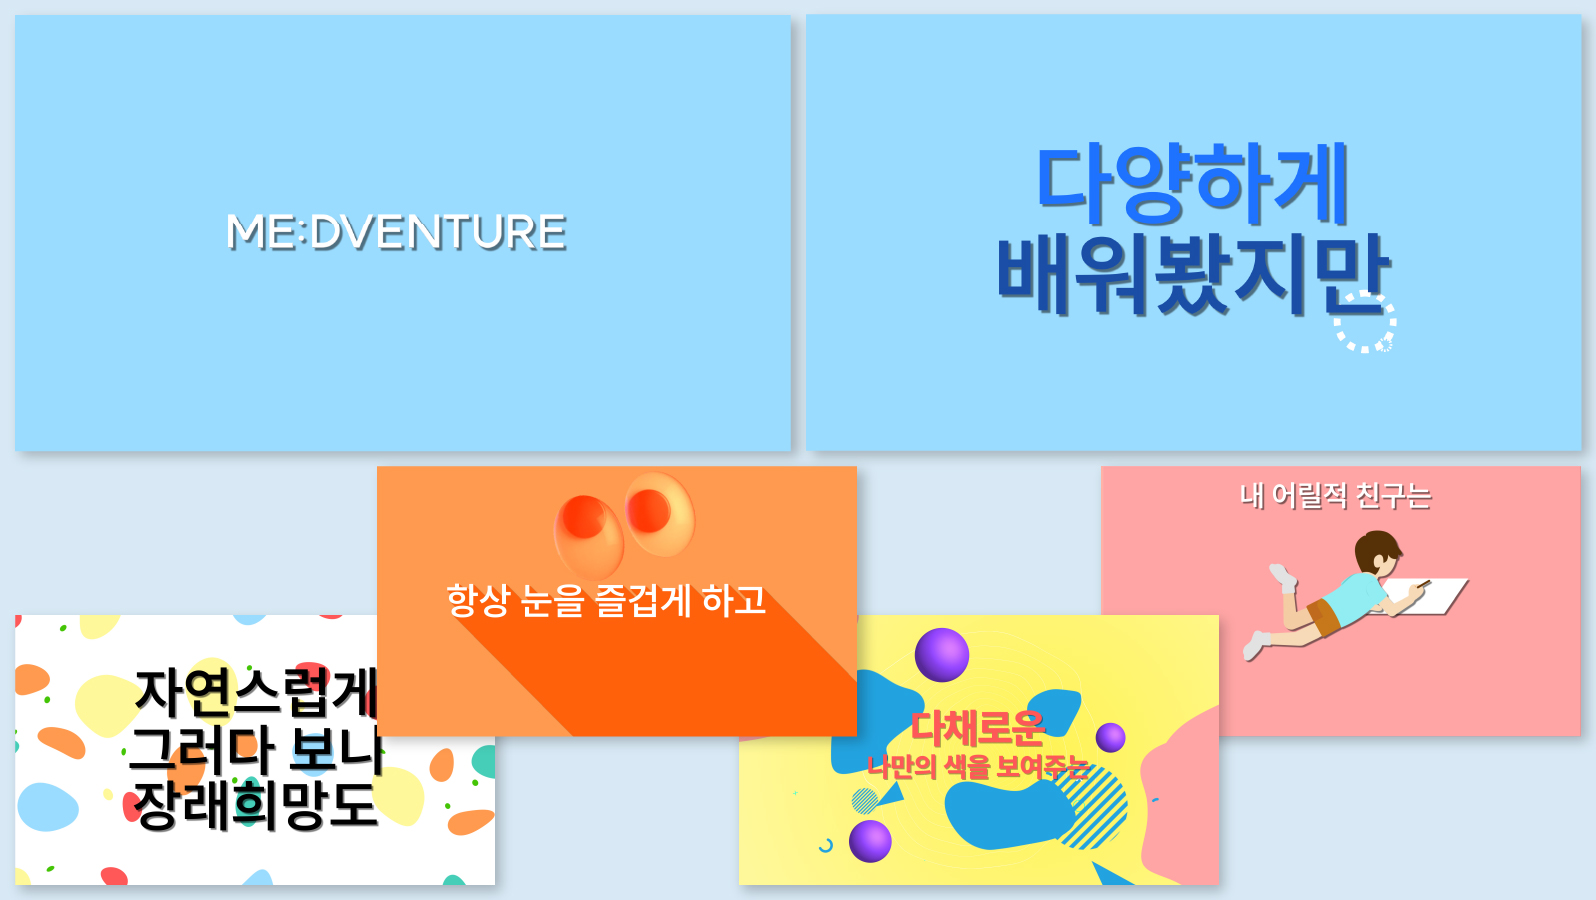 ME:DVENTURE
다양하게
배워봤지만
항상 눈을 즐겁게 하고
내 어릴적 친구는
자연스럽게
그러다 보니
장래희망도
다채로운
나만의 색을 보여주는